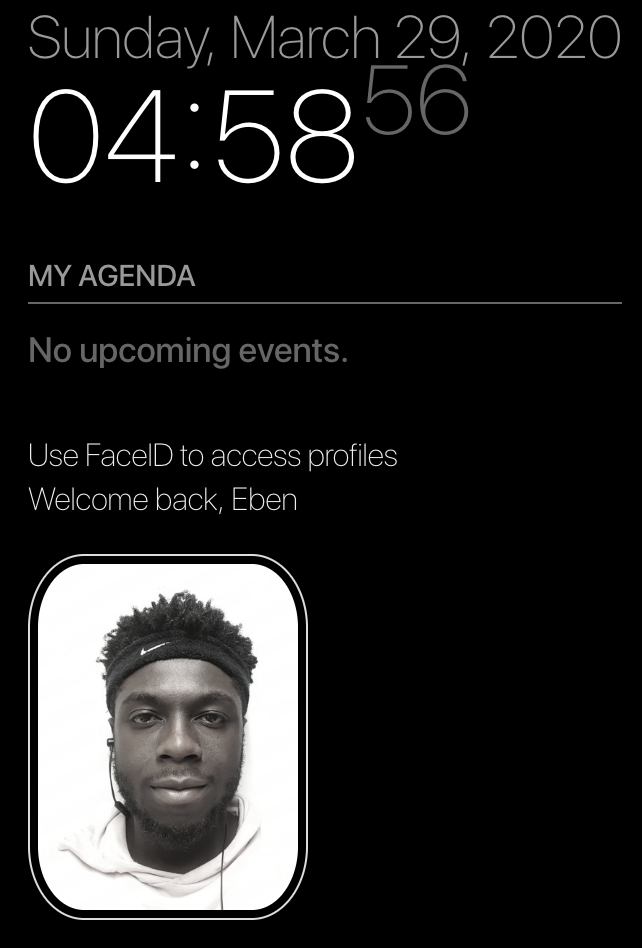 Sunday, March 29, 2020
04:58 56
MY AGENDA
No upcoming events.
Use FaceID to access profiles
Welcome back, Eben